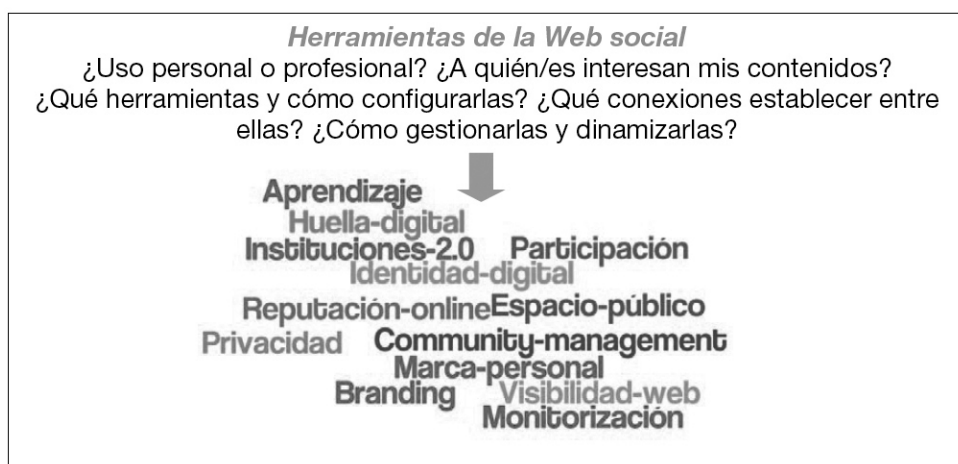 Herramientas de la Web social
¿Uso personal o profesional? ¿A quién/es interesan mis contenidos?
¿Qué herramientas y cómo configurarlas? ¿Qué conexiones establecer entre
ellas? ¿Cómo gestionarlas y dinamizarlas?
Aprendizaje
Huella-digital
Instituciones-2.0 Participación
Identidad-digital
Reputación-online Espacio-público
Privacidad Community-management
Marca-personal
Branding Visibilidad-web
Monitorización